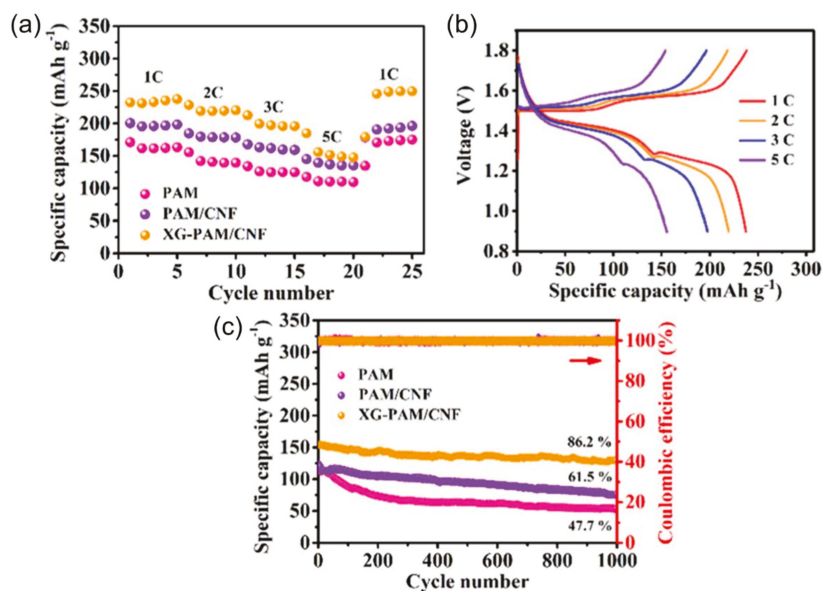 (a)
Specific capacity (mAh g⁻¹)
350
300
250
200
150
100
50
0
1C
2C
3C
5C
1C
PAM
PAM/CNF
XG-PAM/CNF
0 5 10 15 20 25
Cycle number
(b)
Voltage (V)
1.8
1.6
1.4
1.2
1.0
0.8
1 C
2 C
3 C
5 C
0 50 100 150 200 250 300
Specific capacity (mAh g⁻¹)
(c)
Specific capacity (mAh g⁻¹)
350
300
250
200
150
100
50
0
PAM
PAM/CNF
XG-PAM/CNF
86.2 %
61.5 %
47.7 %
100
80
60
40
20
0
Coulombic efficiency (%)
0 200 400 600 800 1000
Cycle number